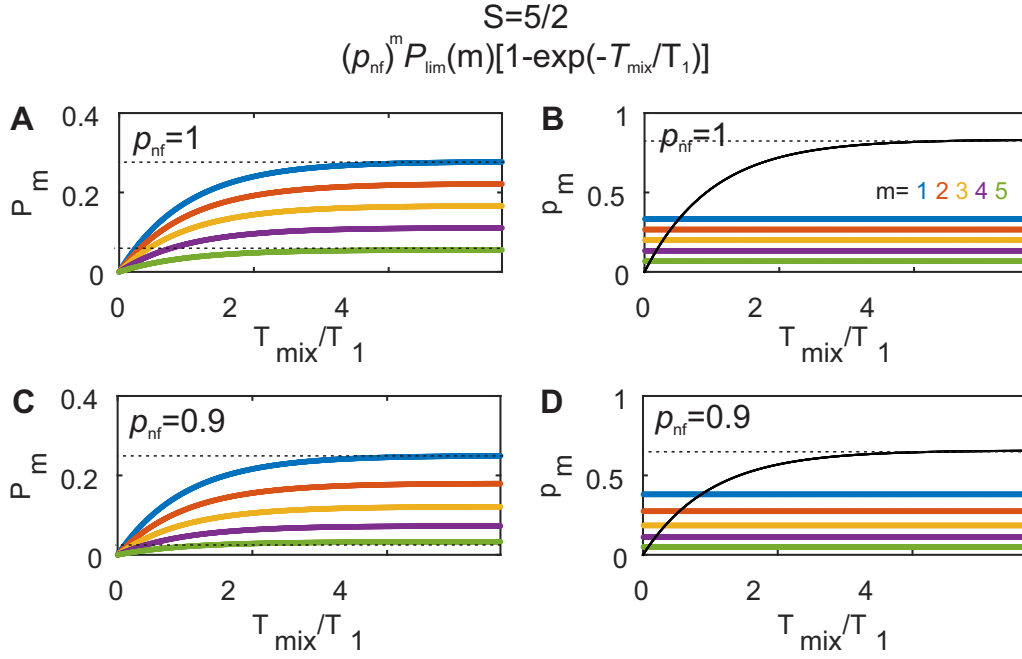 S=5/2
(p_nf)^m P_lim(m)[1-exp(-T_mix/T_1)]
A
0.4
0.2
0
P_m
p_nf=1
0
2
4
T_mix/T_1
B
1
0.5
0
p_m
p_nf=1
m= 1 2 3 4 5
0
2
4
T_mix/T_1
C
0.4
0.2
0
P_m
p_nf=0.9
0
2
4
T_mix/T_1
D
1
0.5
0
p_m
p_nf=0.9
0
2
4
T_mix/T_1